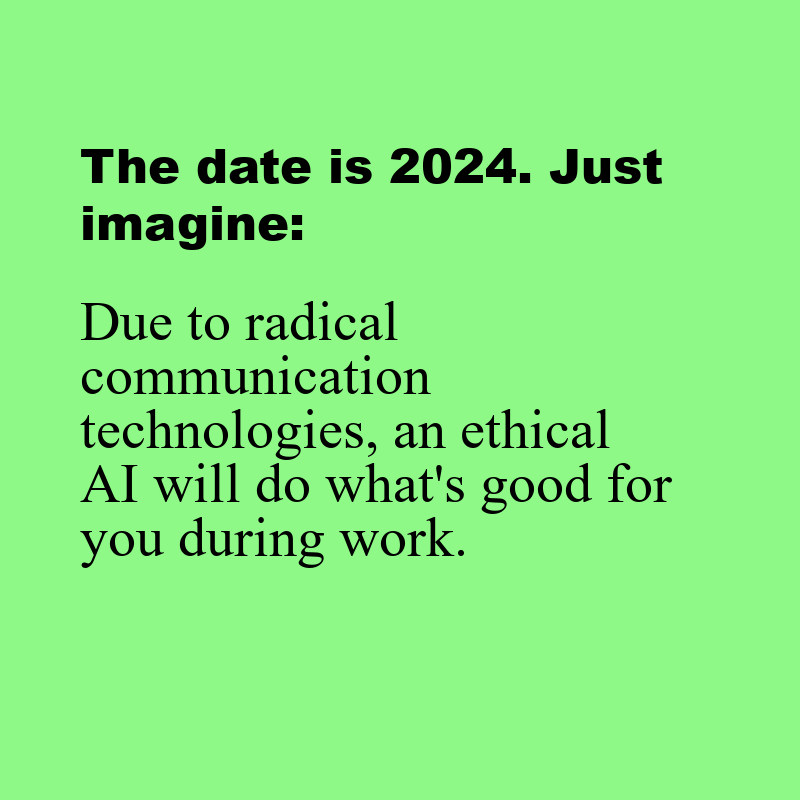 The date is 2024. Just
imagine:
Due to radical
communication
technologies, an ethical
AI will do what's good for
you during work.